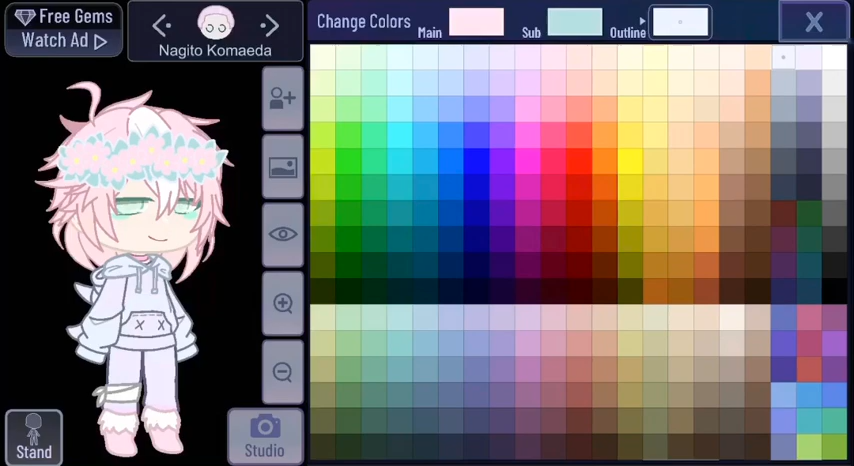 Free Gems
Watch Ad
Nagito Komaeda
Change Colors
Main
Sub
Outline
X
Stand
Studio